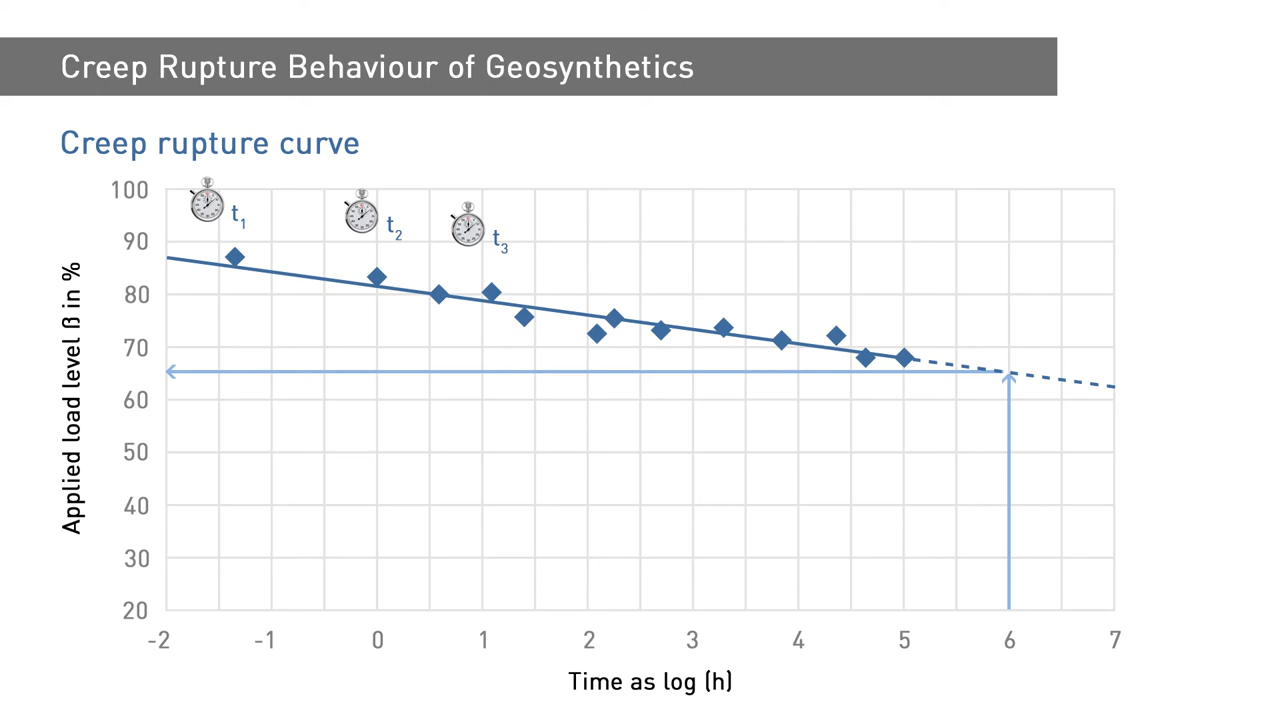 Creep Rupture Behaviour of Geosynthetics
Creep rupture curve
100
90
80
70
60
50
40
30
20
Applied load level ß in %
t1
t2
t3
-2 -1 0 1 2 3 4 5 6 7
Time as log (h)